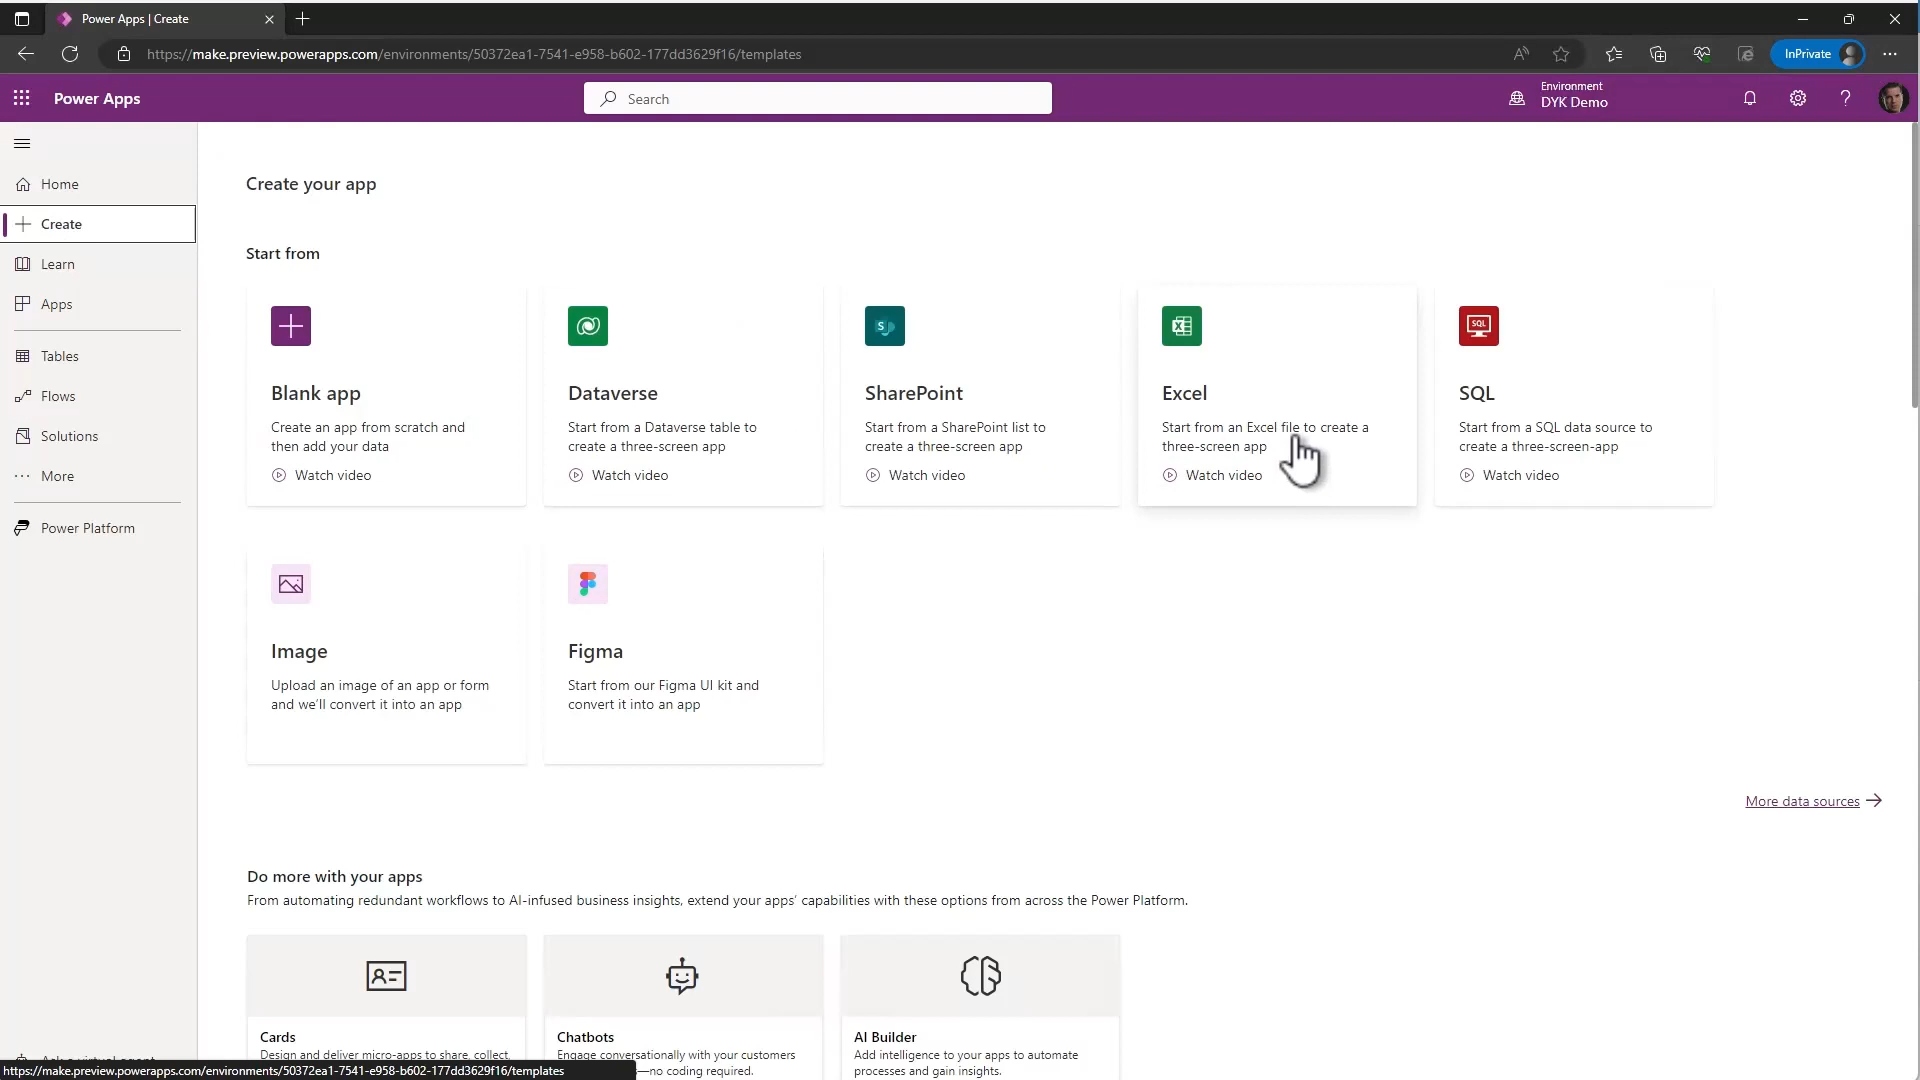 Power Apps | Create
https://make.preview.powerapps.com/environments/50372ea1-7541-e958-b602-177dd3629f16/templates
InPrivate
Power Apps
Search
Environment
DYK Demo
Home
Create
Learn
Apps
Tables
Flows
Solutions
More
Power Platform
Create your app
Start from
Blank app
Create an app from scratch and
then add your data
Watch video
Dataverse
Start from a Dataverse table to
create a three-screen app
Watch video
SharePoint
Start from a SharePoint list to
create a three-screen app
Watch video
Excel
Start from an Excel file to create a
three-screen app
Watch video
SQL
SQL
Start from a SQL data source to
create a three-screen-app
Watch video
Image
Upload an image of an app or form
and we'll convert it into an app
Figma
Start from our Figma UI kit and
convert it into an app
More data sources
Do more with your apps
From automating redundant workflows to AI-infused business insights, extend your apps' capabilities with these options from across the Power Platform.
Cards
Design and deliver micro-apps to share, collect,
Chatbots
Engage conversationally with your customers
—no coding required.
AI Builder
Add intelligence to your apps to automate
processes and gain insights.
https://make.preview.powerapps.com/environments/50372ea1-7541-e958-b602-177dd3629f16/templates